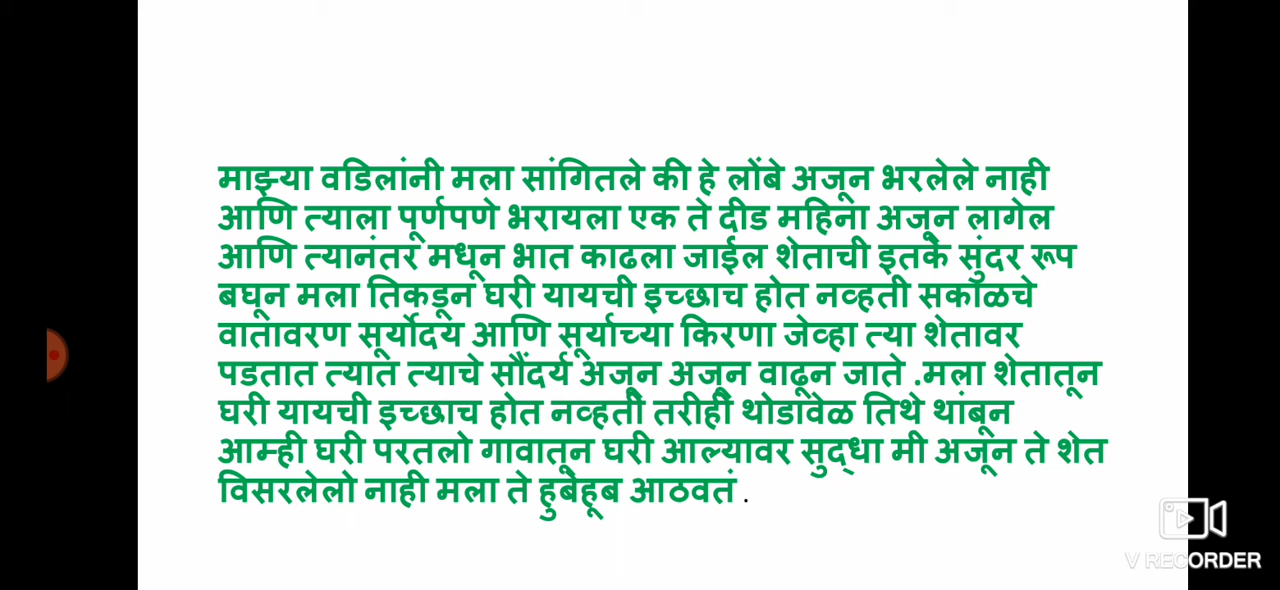 माझ्या वडिलांनी मला सांगितले की हे लोंबे अजून भरलेले नाही
आणि त्याला पूर्णपणे भरायला एक ते दीड महिना अजून लागेल
आणि त्यानंतर मधून भात काढला जाईल शेताची इतके सुंदर रूप
बघून मला तिकडून घरी यायची इच्छाच होत नव्हती सकाळचे
वातावरण सूर्योदय आणि सूर्याच्या किरणा जेव्हा त्या शेतावर
पडतात त्यात त्याचे सौंदर्य अजून अजून वाढून जाते .मला शेतातून
घरी यायची इच्छाच होत नव्हती तरीही थोडावेळ तिथे थांबून
आम्ही घरी परतलो गावातून घरी आल्यावर सुद्धा मी अजून ते शेत
विसरलेलो नाही मला ते हुबेहूब आठवतं .
V RECORDER